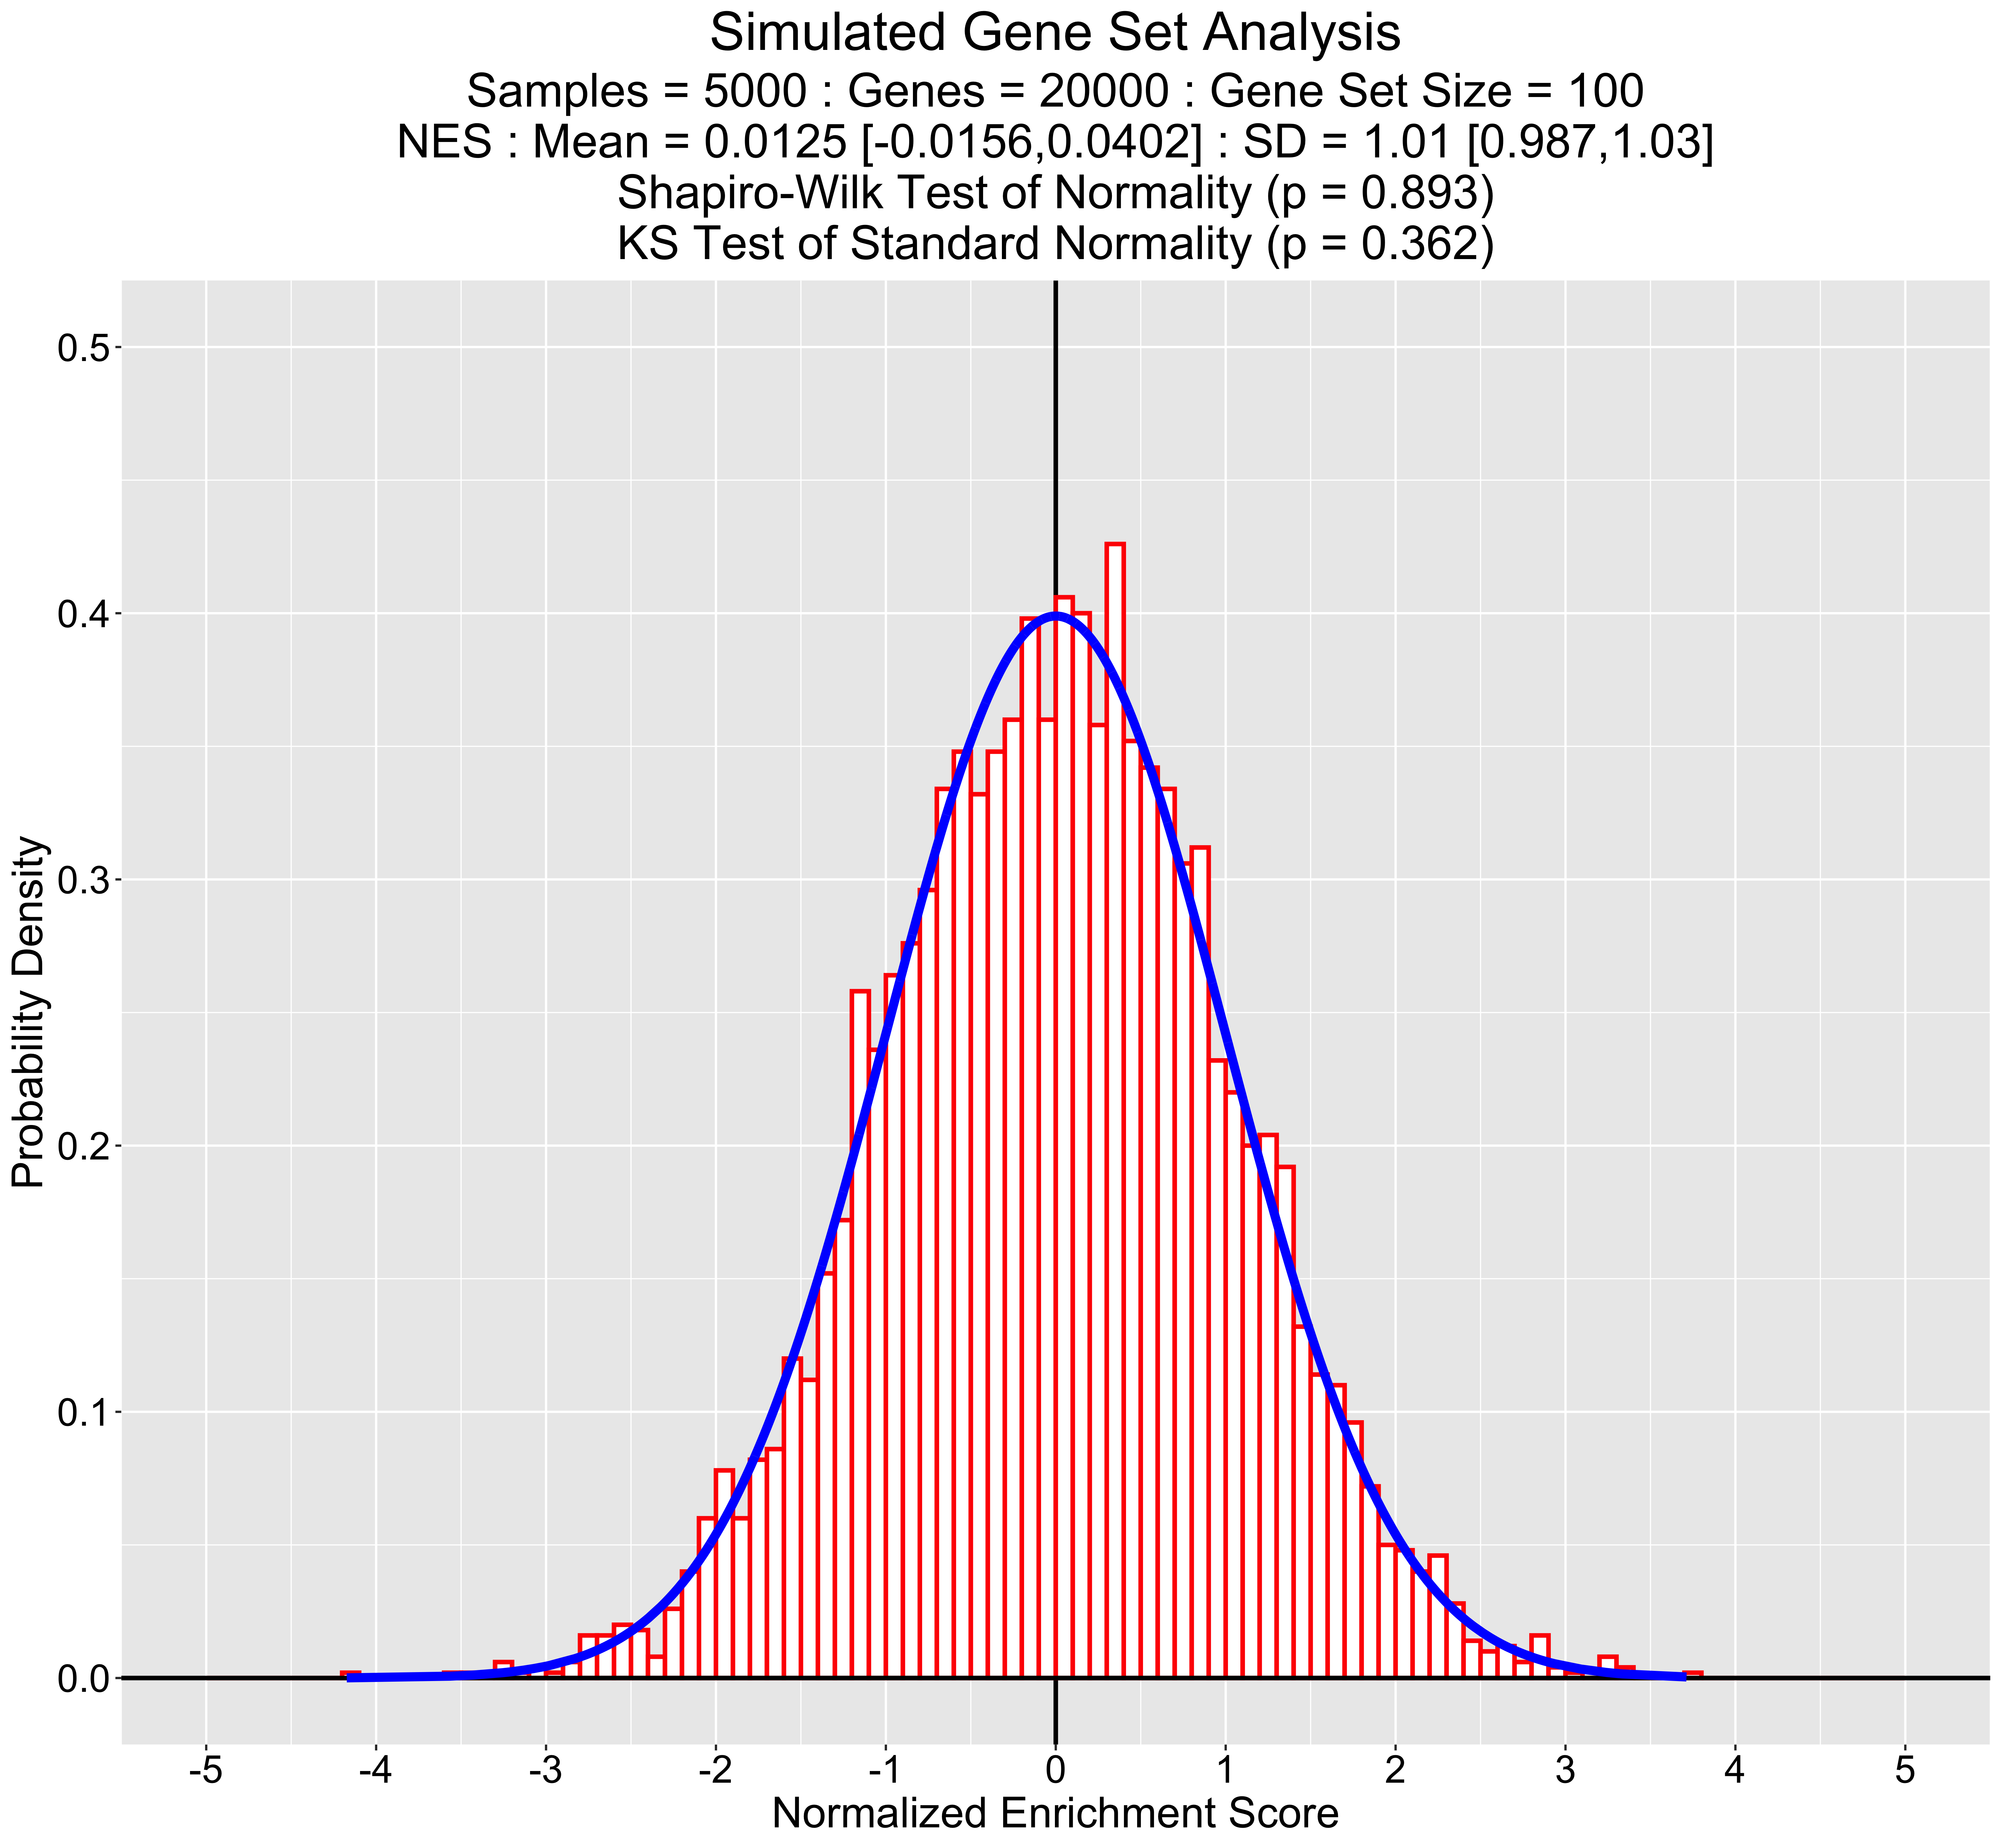 Simulated Gene Set Analysis
Samples = 5000 : Genes = 20000 : Gene Set Size = 100
NES : Mean = 0.0125 [-0.0156,0.0402] : SD = 1.01 [0.987,1.03]
Shapiro-Wilk Test of Normality (p = 0.893)
KS Test of Standard Normality (p = 0.362)
Probability Density
0.5
0.4
0.3
0.2
0.1
0.0
-5 -4 -3 -2 -1 0 1 2 3 4 5
Normalized Enrichment Score